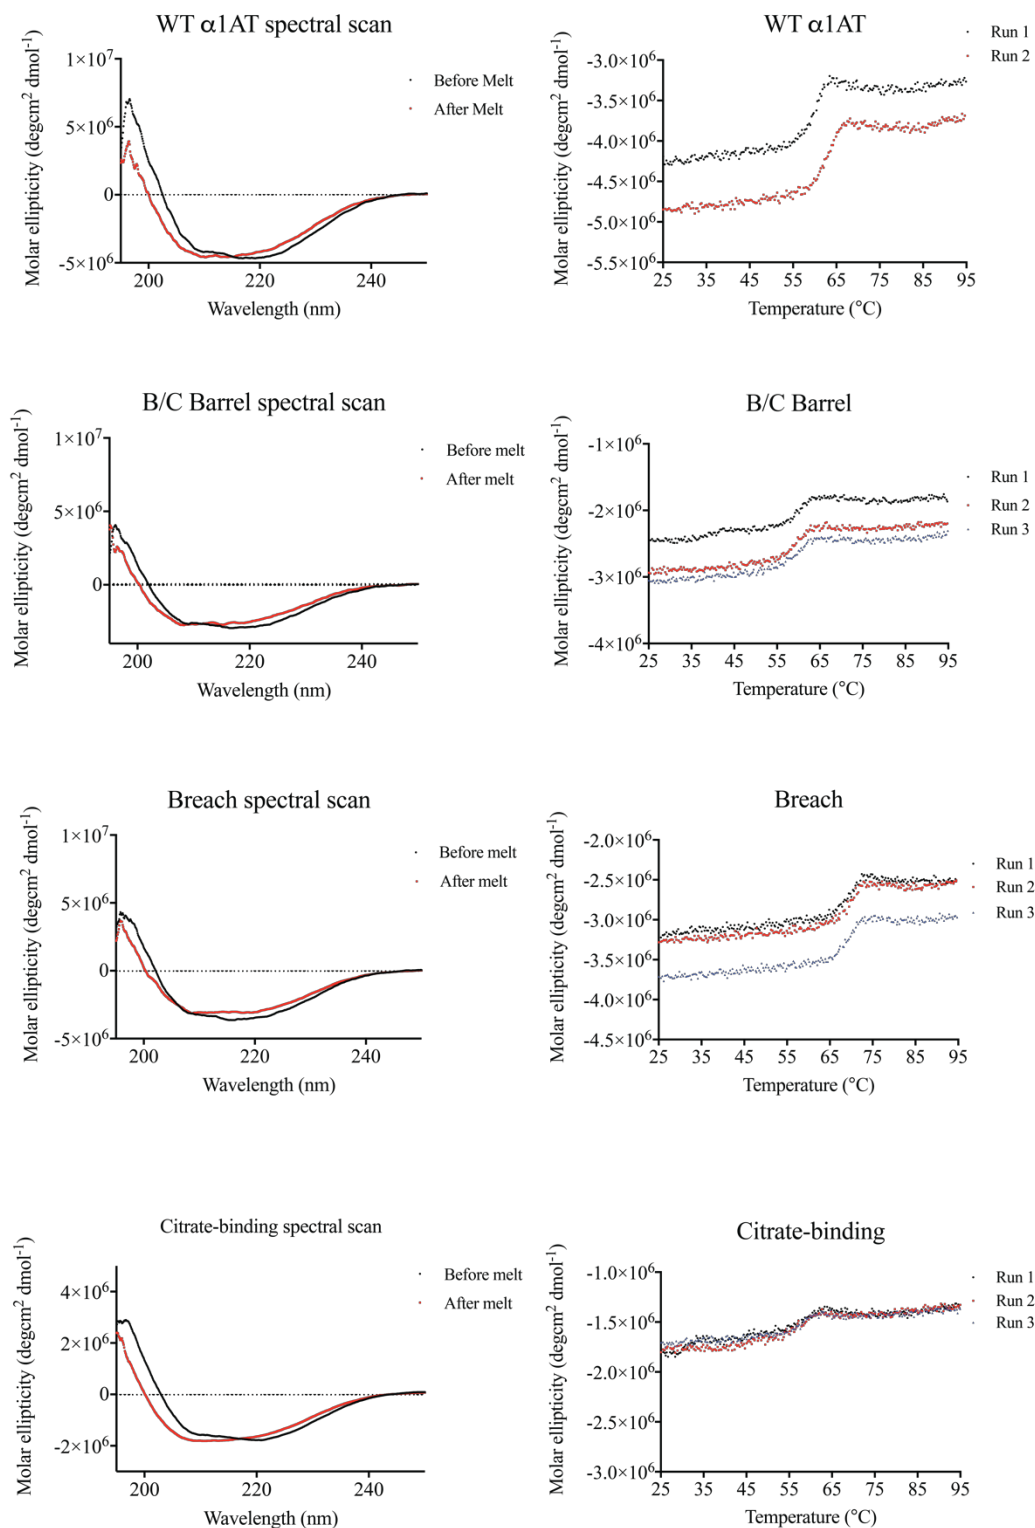 WT α1AT spectral scan
Molar ellipticity (degcm² dmol⁻¹)
1×10⁷
5×10⁶
0
-5×10⁶
200 220 240
Wavelength (nm)
Before Melt
After Melt
WT α1AT
Molar ellipticity (degcm² dmol⁻¹)
-3.0×10⁶
-3.5×10⁶
-4.0×10⁶
-4.5×10⁶
-5.0×10⁶
-5.5×10⁶
25 35 45 55 65 75 85 95
Temperature (°C)
Run 1
Run 2
B/C Barrel spectral scan
Molar ellipticity (degcm² dmol⁻¹)
1×10⁷
5×10⁶
0
200 220 240
Wavelength (nm)
Before melt
After melt
B/C Barrel
Molar ellipticity (degcm² dmol⁻¹)
-1×10⁶
-2×10⁶
-3×10⁶
-4×10⁶
25 35 45 55 65 75 85 95
Temperature (°C)
Run 1
Run 2
Run 3
Breach spectral scan
Molar ellipticity (degcm² dmol⁻¹)
1×10⁷
5×10⁶
0
-5×10⁶
200 220 240
Wavelength (nm)
Before melt
After melt
Breach
Molar ellipticity (degcm² dmol⁻¹)
-2.0×10⁶
-2.5×10⁶
-3.0×10⁶
-3.5×10⁶
-4.0×10⁶
-4.5×10⁶
25 35 45 55 65 75 85 95
Temperature (°C)
Run 1
Run 2
Run 3
Citrate-binding spectral scan
Molar ellipticity (degcm² dmol⁻¹)
4×10⁶
2×10⁶
0
-2×10⁶
200 220 240
Wavelength (nm)
Before melt
After melt
Citrate-binding
Molar ellipticity (degcm² dmol⁻¹)
-1.0×10⁶
-1.5×10⁶
-2.0×10⁶
-2.5×10⁶
-3.0×10⁶
25 35 45 55 65 75 85 95
Temperature (°C)
Run 1
Run 2
Run 3